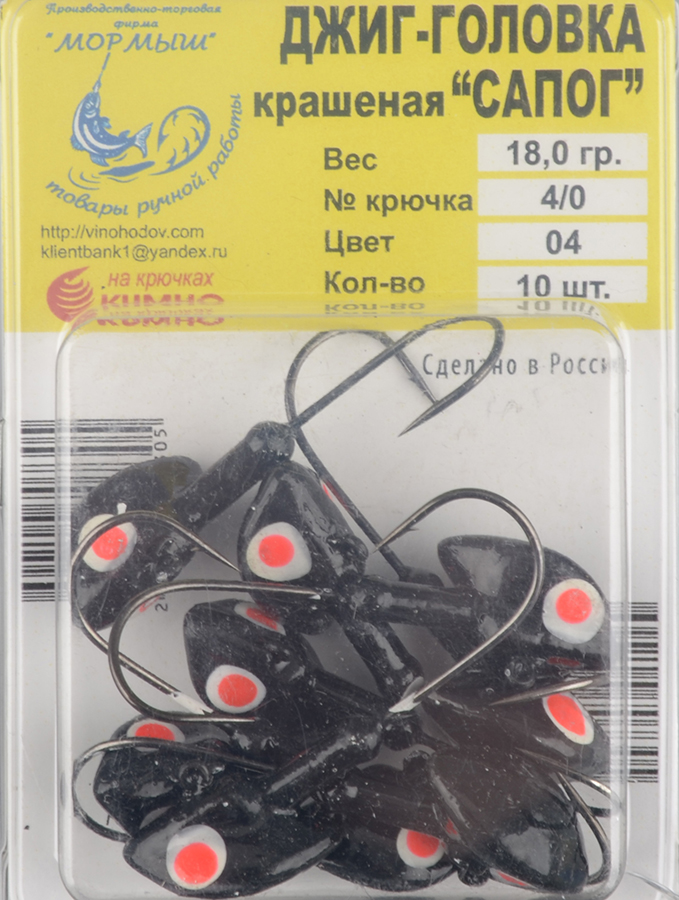 Производственно-торговая
фирма
"МОРМЫШ"
товары ручной работы
http://vinohodov.com
klientbank1@yandex.ru
на крючках
ДЖИГ-ГОЛОВКА
крашеная "САПОГ"
Вес 18,0 гр.
№ крючка 4/0
Цвет 04
Кол-во 10 шт.
Сделано в России